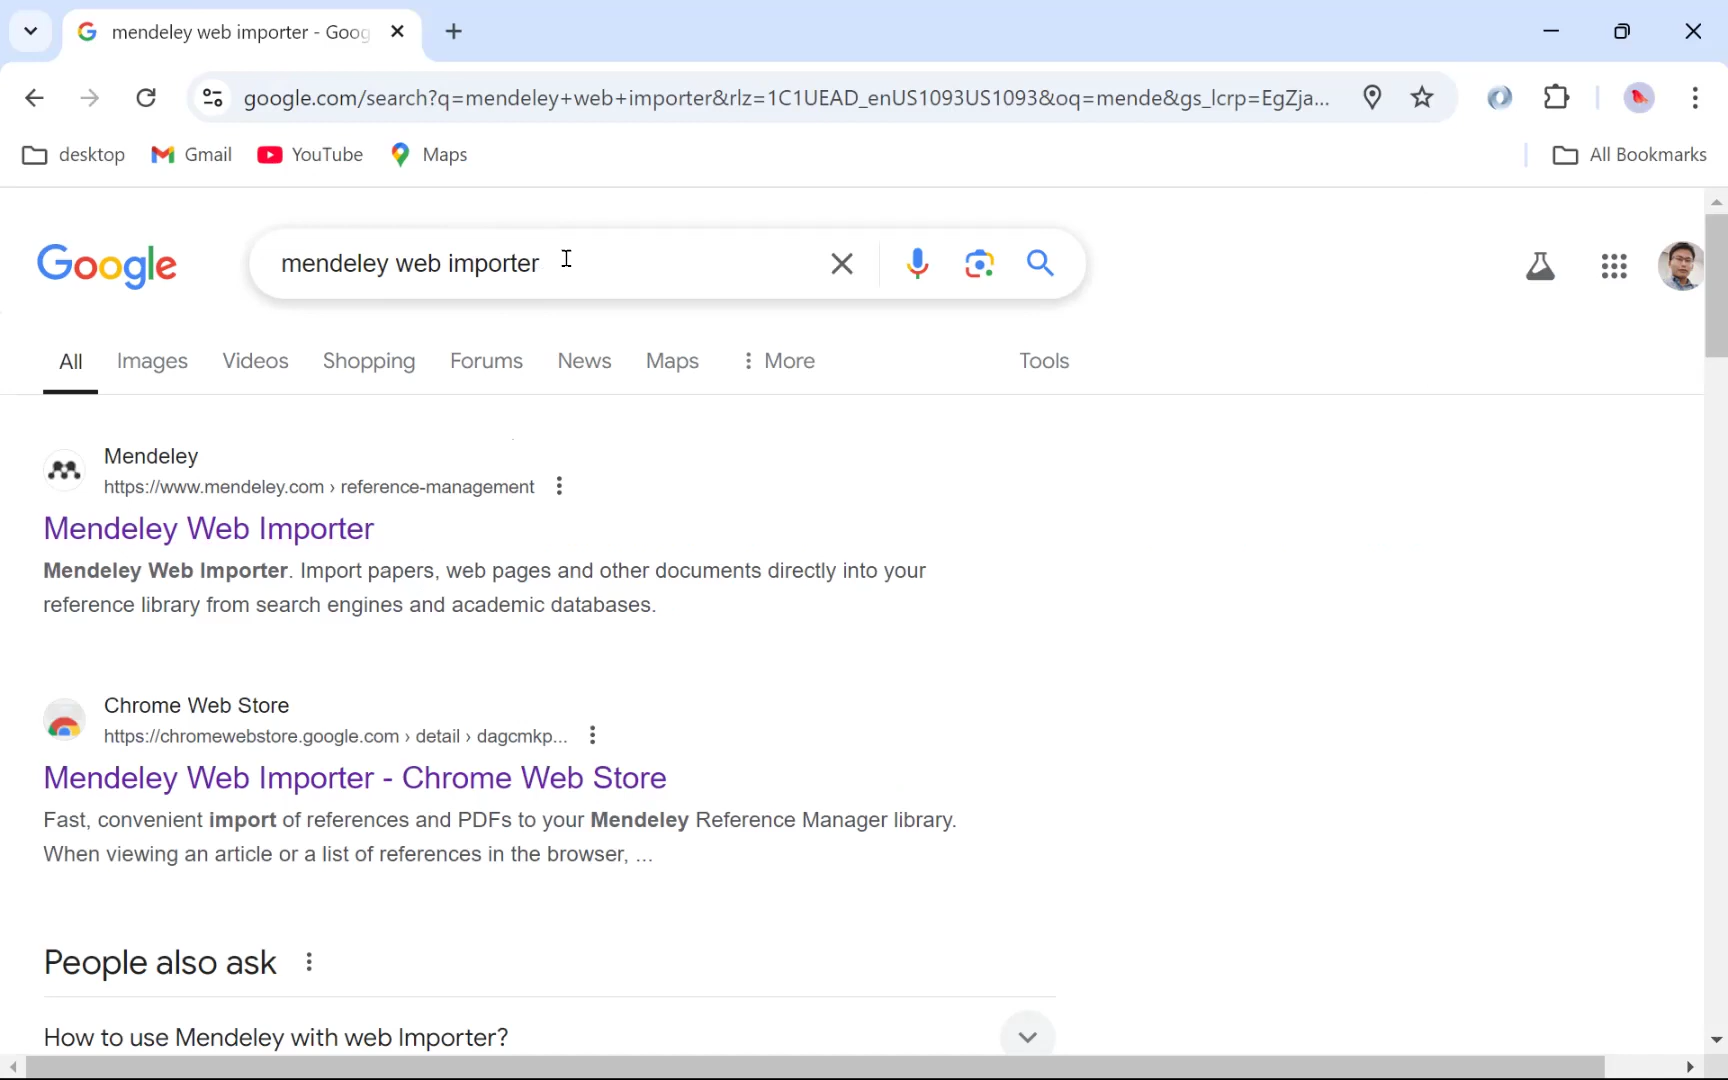 mendeley web importer - Goog
google.com/search?q=mendeley+web+importer&rlz=1C1UEAD_enUS1093US1093&oq=mende&gs_lcrp=EgZja...
desktop
Gmail
YouTube
Maps
All Bookmarks
Google
mendeley web importer
All
Images
Videos
Shopping
Forums
News
Maps
More
Tools
Mendeley
https://www.mendeley.com › reference-management
Mendeley Web Importer
Mendeley Web Importer. Import papers, web pages and other documents directly into your
reference library from search engines and academic databases.
Chrome Web Store
https://chromewebstore.google.com › detail › dagcmkp...
Mendeley Web Importer - Chrome Web Store
Fast, convenient import of references and PDFs to your Mendeley Reference Manager library.
When viewing an article or a list of references in the browser, ...
People also ask
How to use Mendeley with web Importer?